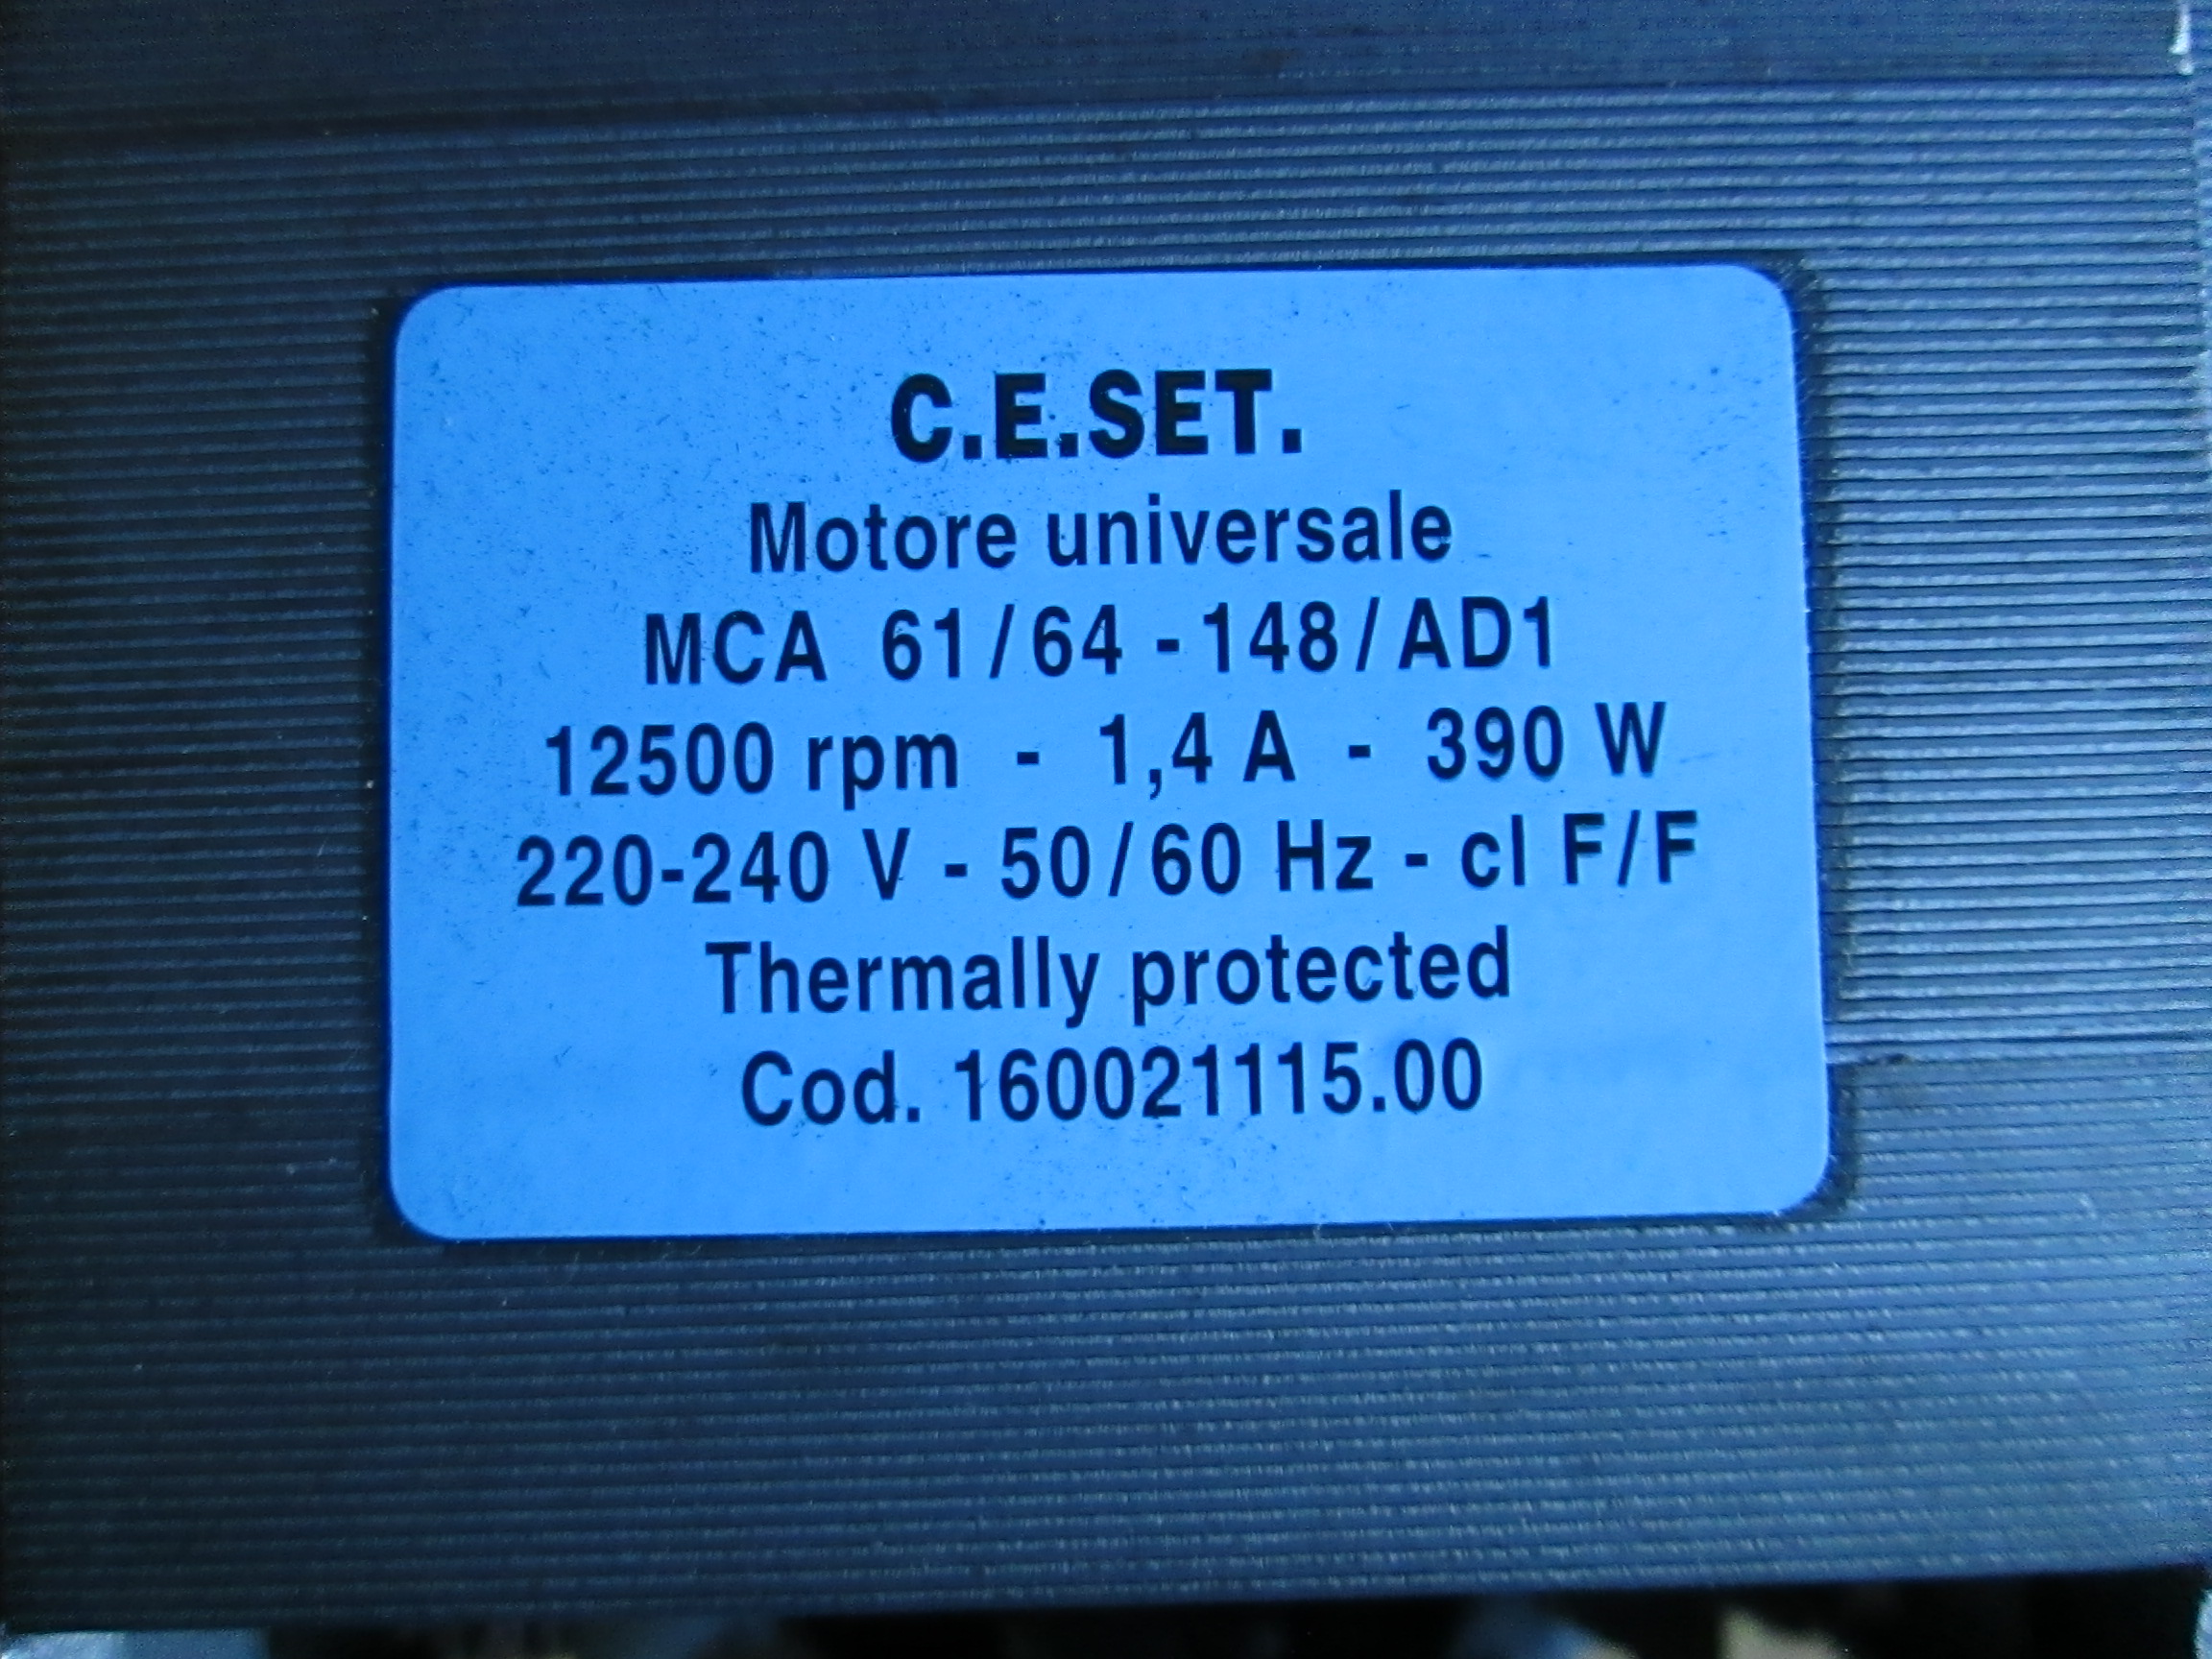 C.E.SET.
Motore universale
MCA 61/64 - 148/AD1
12500 rpm - 1,4 A - 390 W
220-240 V - 50/60 Hz - cl F/F
Thermally protected
Cod. 160021115.00